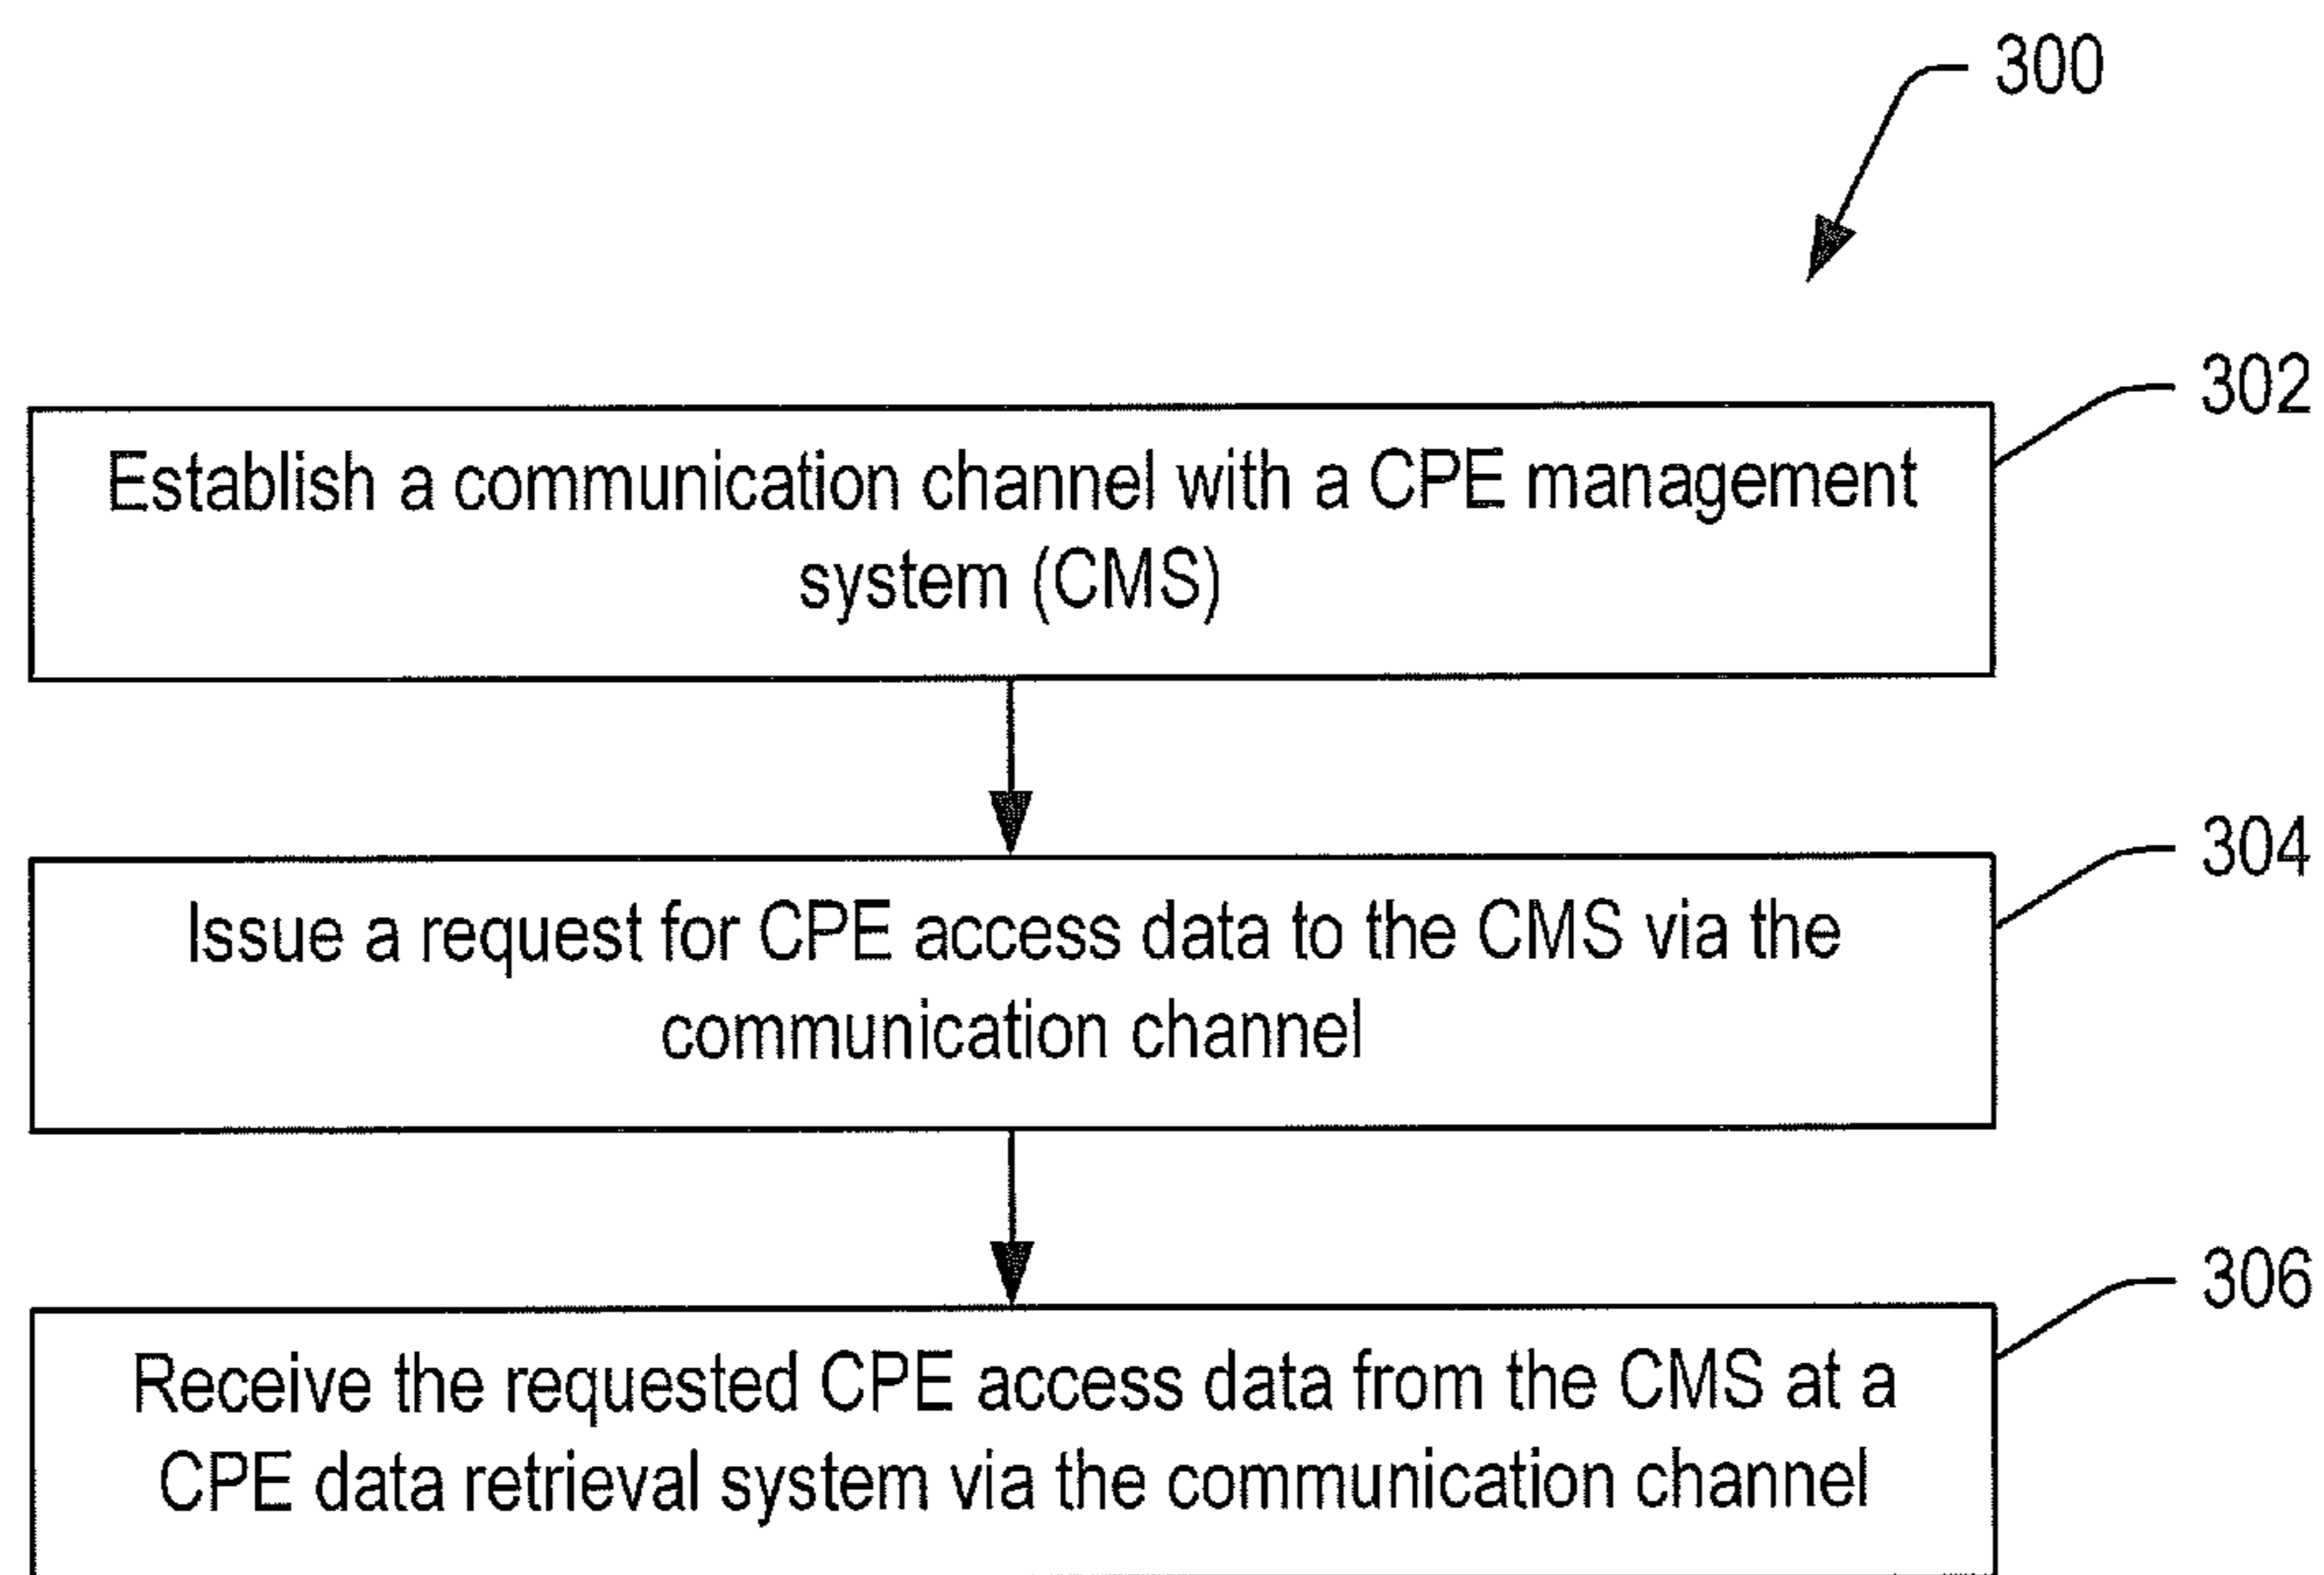 300
302
Establish a communication channel with a CPE management
system (CMS)
304
Issue a request for CPE access data to the CMS via the
communication channel
306
Receive the requested CPE access data from the CMS at a
CPE data retrieval system via the communication channel